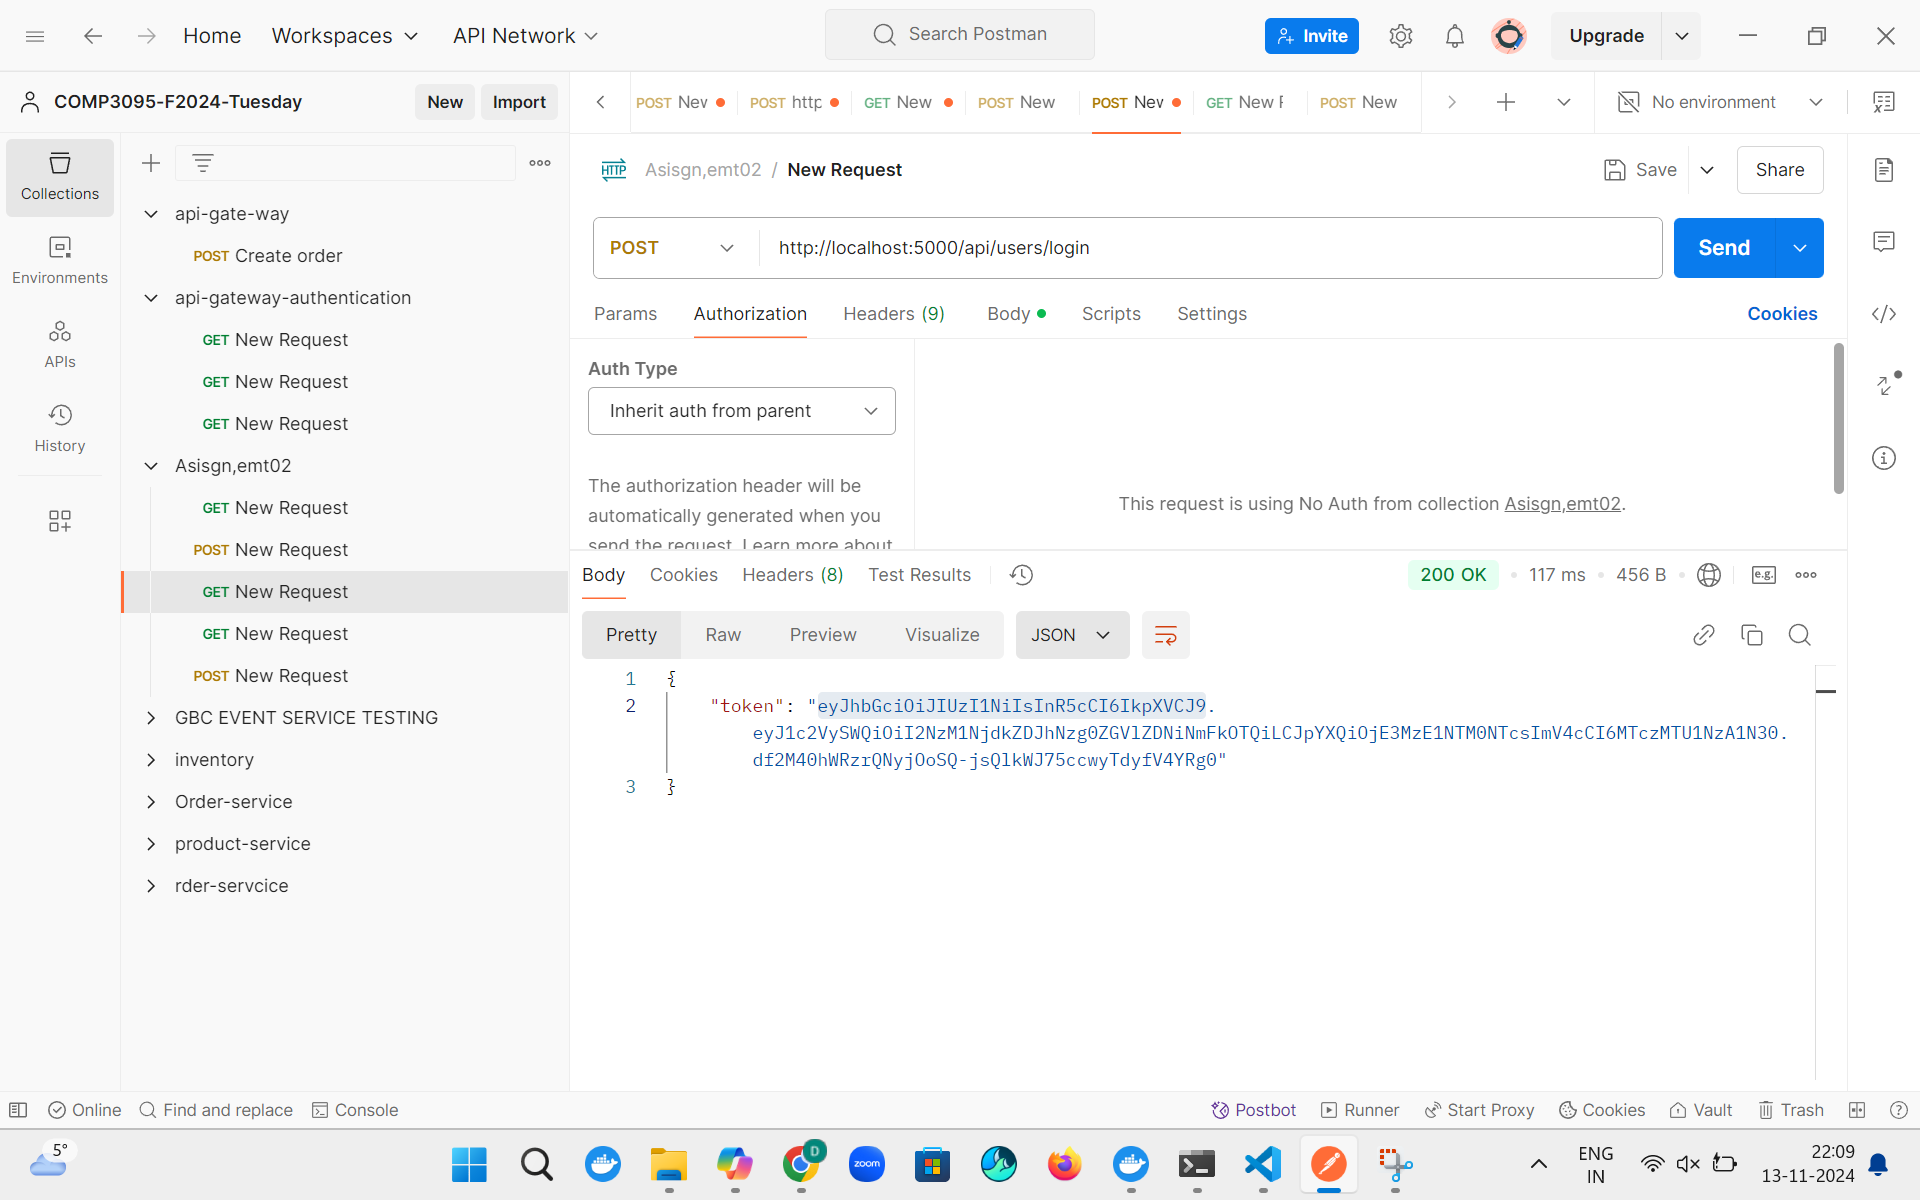 Home Workspaces API Network Search Postman Invite Upgrade
COMP3095-F2024-Tuesday New Import
POST New POST http GET New POST New POST New GET New POST New No environment
Collections
Environments
APIs
History
api-gate-way
POST Create order
api-gateway-authentication
GET New Request
GET New Request
GET New Request
Asisgn,emt02
GET New Request
POST New Request
GET New Request
GET New Request
POST New Request
GBC EVENT SERVICE TESTING
inventory
Order-service
product-service
rder-servcice
HTTP Asisgn,emt02 / New Request Save Share
POST http://localhost:5000/api/users/login Send
Params Authorization Headers (9) Body Scripts Settings Cookies
Auth Type
Inherit auth from parent
The authorization header will be
automatically generated when you
send the request. Learn more about
This request is using No Auth from collection Asisgn,emt02.
Body Cookies Headers (8) Test Results 200 OK 117 ms 456 B e.g.
Pretty Raw Preview Visualize JSON
1 {
2 "token": "eyJhbGciOiJIUzI1NiIsInR5cCI6IkpXVCJ9.
eyJ1c2VySWQiOiI2NzM1NjdkZDJhNzg0ZGVlZDNiNmFkOTQiLCJpYXQiOjE3MzE1NTM0NTcsImV4cCI6MTczMTU1NzA1N30.
df2M40hWRzrQNyjOoSQ-jsQlkWJ75ccwyTdyfV4YRg0"
3 }
Online Find and replace Console Postbot Runner Start Proxy Cookies Vault Trash
5°
D
zoom
ENG
IN
22:09
13-11-2024